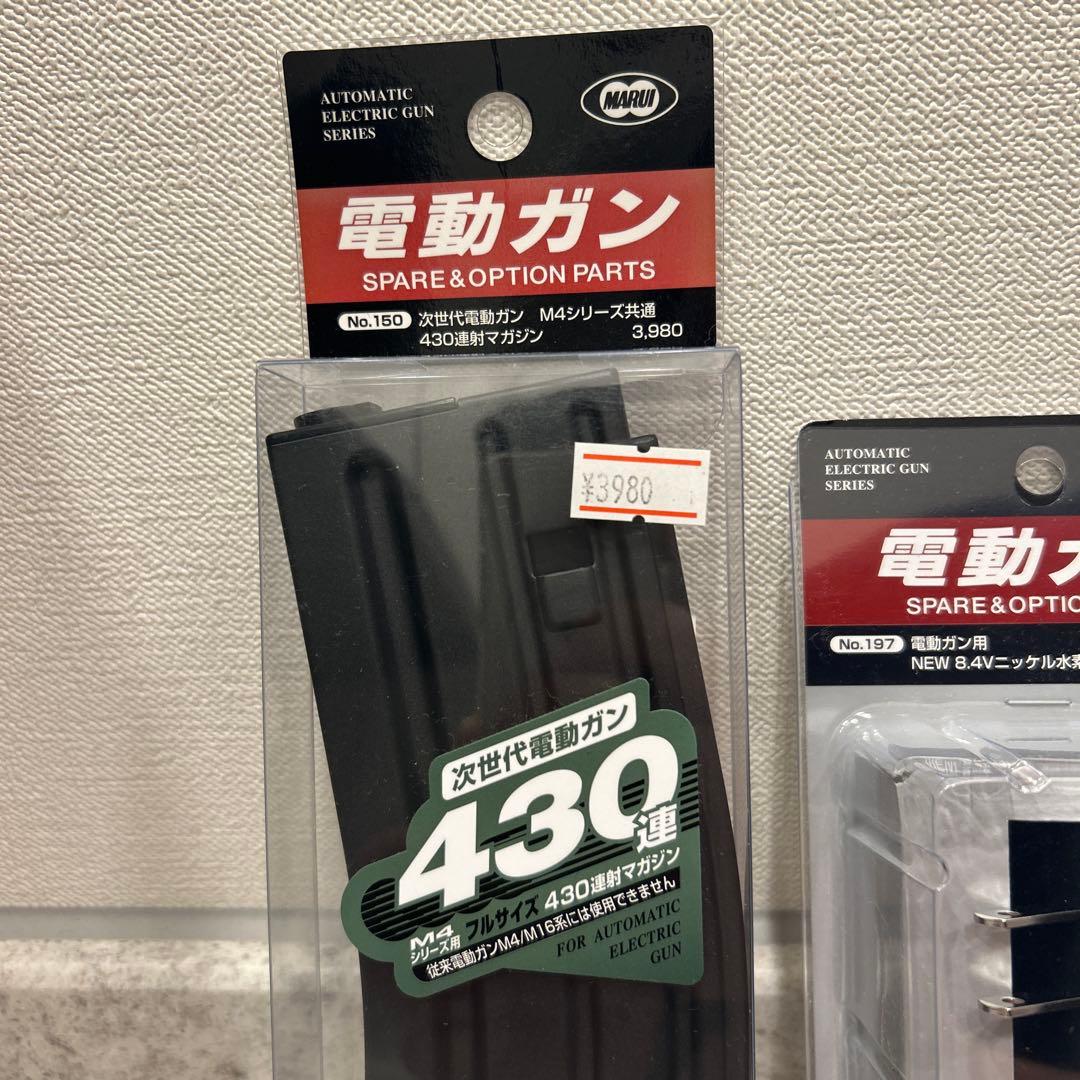 AUTOMATIC
ELECTRIC GUN
SERIES
MARUI
電動ガン
SPARE & OPTION PARTS
No.150 次世代電動ガン M4シリーズ共通
430連射マガジン 3,980
¥3980
次世代電動ガン
430連
M4シリーズ用 フルサイズ 430連射マガジン
従来電動ガンM4/M16系には使用できません
FOR AUTOMATIC
ELECTRIC
GUN
AUTOMATIC
ELECTRIC GUN
SERIES
電動ガ
SPARE & OPTIO
No.197 電動ガン用
NEW 8.4Vニッケル水素